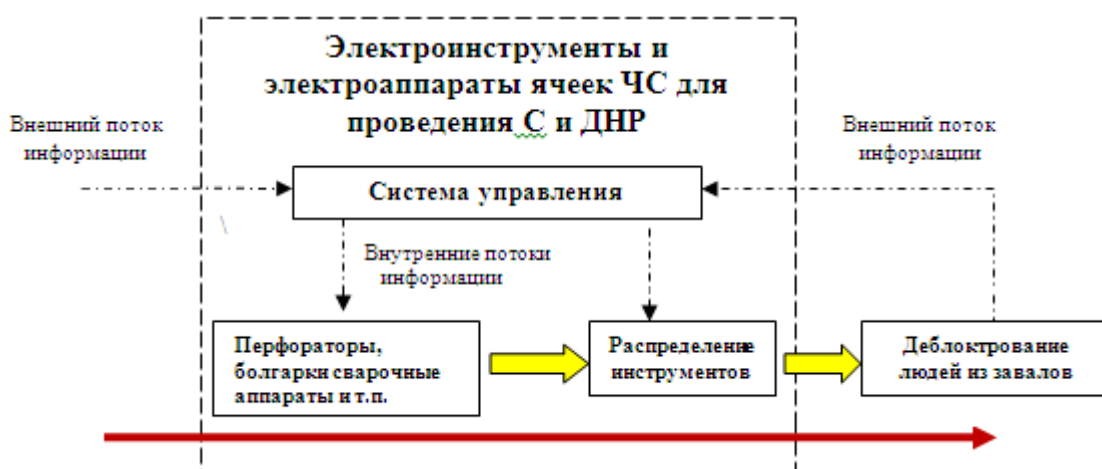 Электроинструменты и
электроаппараты ячеек ЧС для
проведения С и ДНР
Внешний поток
информации
Внешний поток
информации
Система управления
Внутренние потоки
информации
Перфораторы,
болгарки сварочные
аппараты и т.п.
Распределение
инструментов
Деблоктрование
людей из завалов